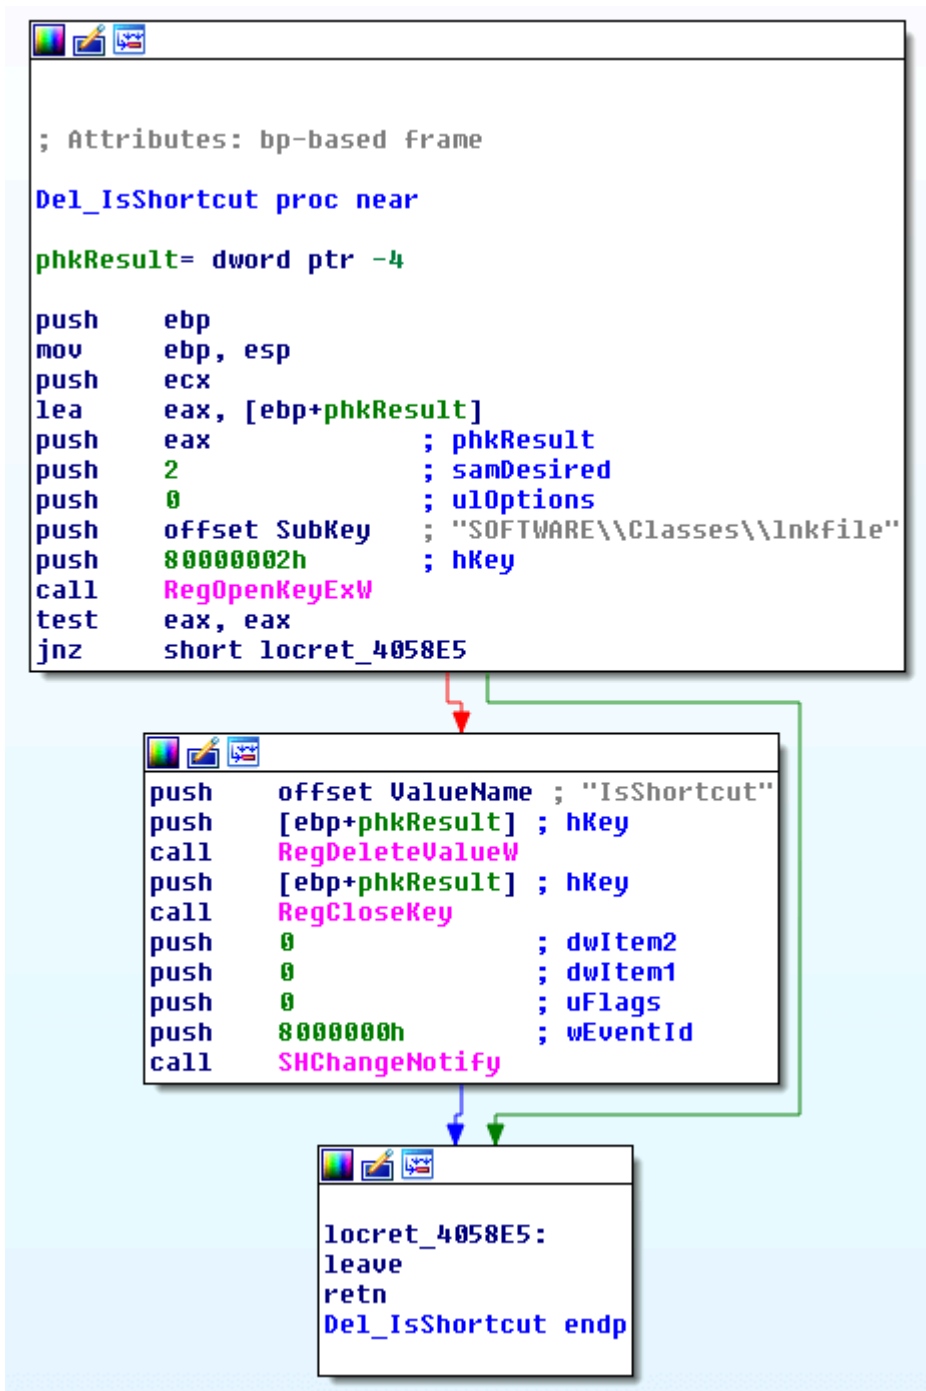 ; Attributes: bp-based frame
Del_IsShortcut proc near
phkResult= dword ptr -4
push ebp
mov ebp, esp
push ecx
lea eax, [ebp+phkResult]
push eax ; phkResult
push 2 ; samDesired
push 0 ; ulOptions
push offset SubKey ; "SOFTWARE\\Classes\\lnkfile"
push 80000002h ; hKey
call RegOpenKeyExW
test eax, eax
jnz short locret_4058E5
push offset ValueName ; "IsShortcut"
push [ebp+phkResult] ; hKey
call RegDeleteValueW
push [ebp+phkResult] ; hKey
call RegCloseKey
push 0 ; dwItem2
push 0 ; dwItem1
push 0 ; uFlags
push 8000000h ; wEventId
call SHChangeNotify
locret_4058E5:
leave
retn
Del_IsShortcut endp